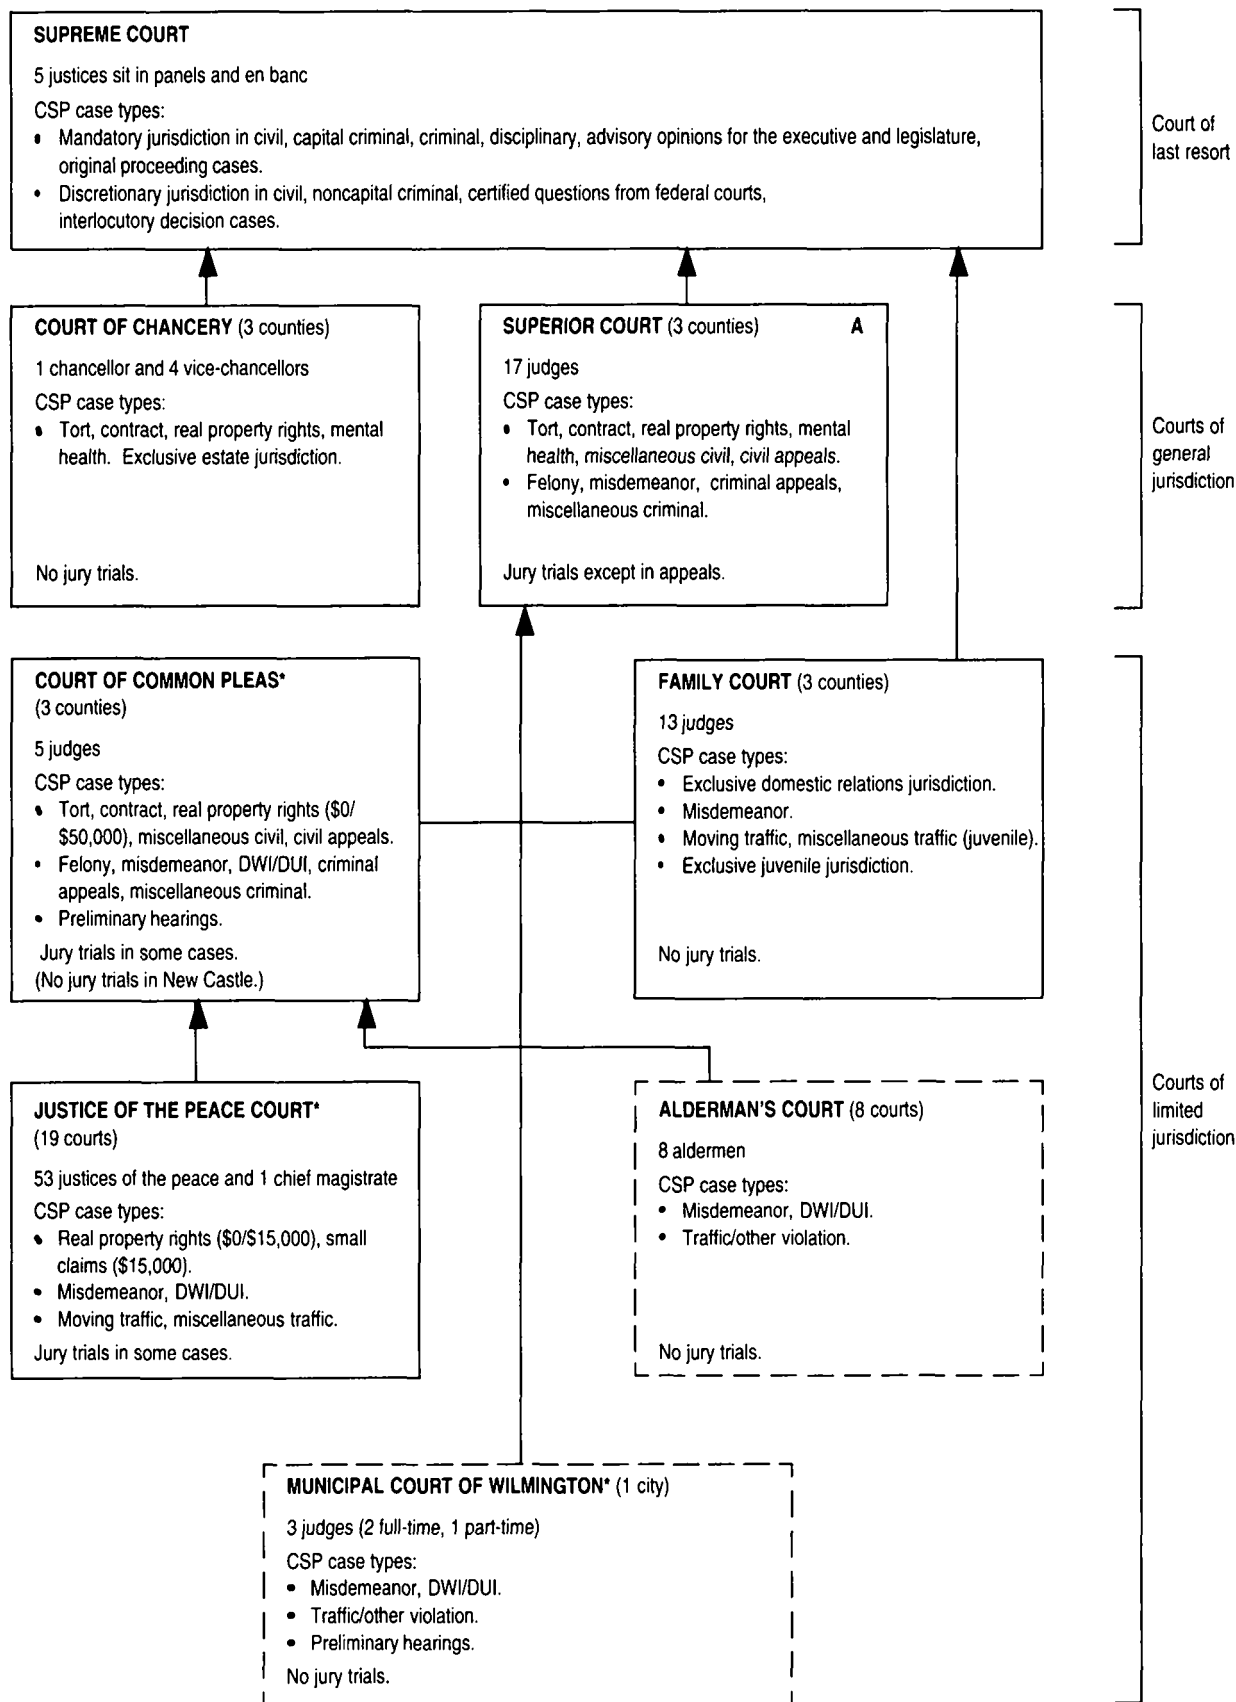 SUPREME COURT
5 justices sit in panels and en banc
CSP case types:
• Mandatory jurisdiction in civil, capital criminal, criminal, disciplinary, advisory opinions for the executive and legislature,
original proceeding cases.
• Discretionary jurisdiction in civil, noncapital criminal, certified questions from federal courts,
interlocutory decision cases.
Court of
last resort
COURT OF CHANCERY (3 counties)
1 chancellor and 4 vice-chancellors
CSP case types:
• Tort, contract, real property rights, mental
health. Exclusive estate jurisdiction.
No jury trials.
SUPERIOR COURT (3 counties) A
17 judges
CSP case types:
• Tort, contract, real property rights, mental
health, miscellaneous civil, civil appeals.
• Felony, misdemeanor, criminal appeals,
miscellaneous criminal.
Jury trials except in appeals.
Courts of
general
jurisdiction
COURT OF COMMON PLEAS*
(3 counties)
5 judges
CSP case types:
• Tort, contract, real property rights ($0/
$50,000), miscellaneous civil, civil appeals.
• Felony, misdemeanor, DWI/DUI, criminal
appeals, miscellaneous criminal.
• Preliminary hearings.
Jury trials in some cases.
(No jury trials in New Castle.)
FAMILY COURT (3 counties)
13 judges
CSP case types:
• Exclusive domestic relations jurisdiction.
• Misdemeanor.
• Moving traffic, miscellaneous traffic (juvenile).
• Exclusive juvenile jurisdiction.
No jury trials.
JUSTICE OF THE PEACE COURT*
(19 courts)
53 justices of the peace and 1 chief magistrate
CSP case types:
• Real property rights ($0/$15,000), small
claims ($15,000).
• Misdemeanor, DWI/DUI.
• Moving traffic, miscellaneous traffic.
Jury trials in some cases.
ALDERMAN'S COURT (8 courts)
8 aldermen
CSP case types:
• Misdemeanor, DWI/DUI.
• Traffic/other violation.
No jury trials.
Courts of
limited
jurisdiction
MUNICIPAL COURT OF WILMINGTON* (1 city)
3 judges (2 full-time, 1 part-time)
CSP case types:
• Misdemeanor, DWI/DUI.
• Traffic/other violation.
• Preliminary hearings.
No jury trials.